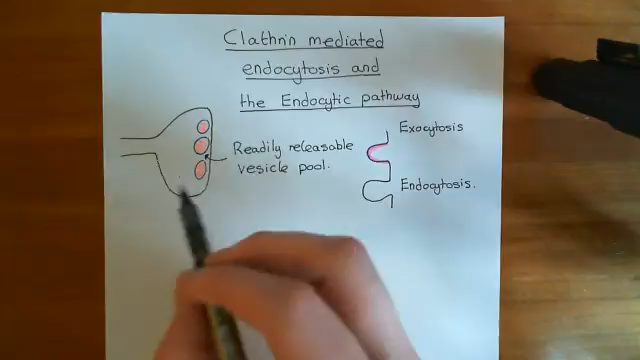 Clathrin mediated
endocytosis and
the Endocytic pathway
Exocytosis
Readily releasable
vesicle pool.
Endocytosis.